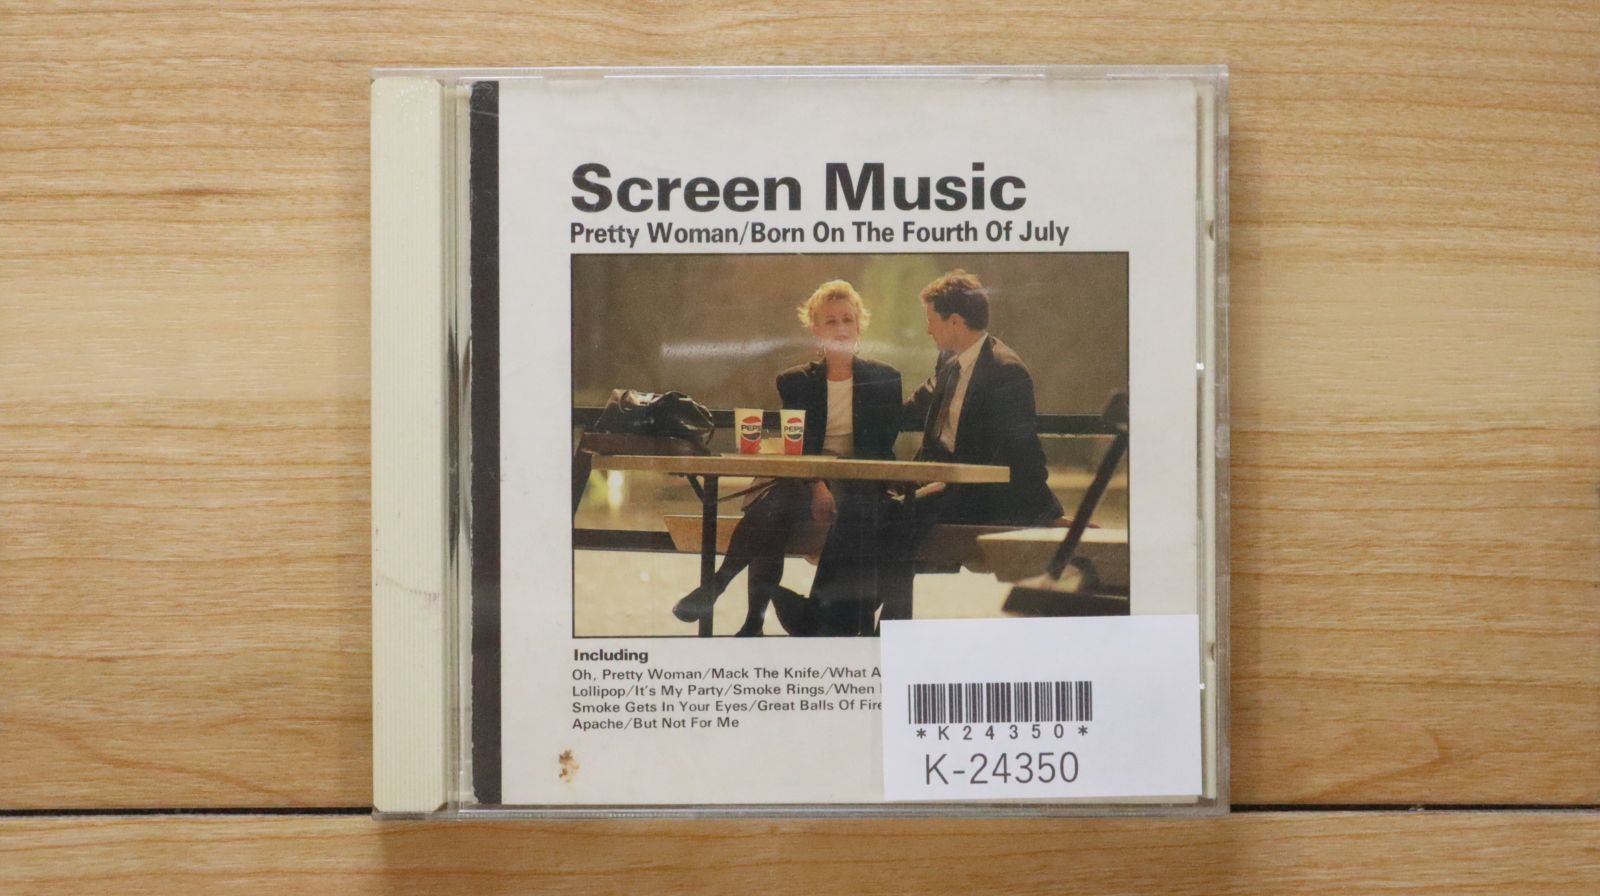 Screen Music
Pretty Woman/Born On The Fourth Of July
PEPSI PEPSI
Including
Oh, Pretty Woman/Mack The Knife/What A
Lollipop/It's My Party/Smoke Rings/When
Smoke Gets In Your Eyes/Great Balls Of Fire
Apache/But Not For Me
*K24350*
K-24350